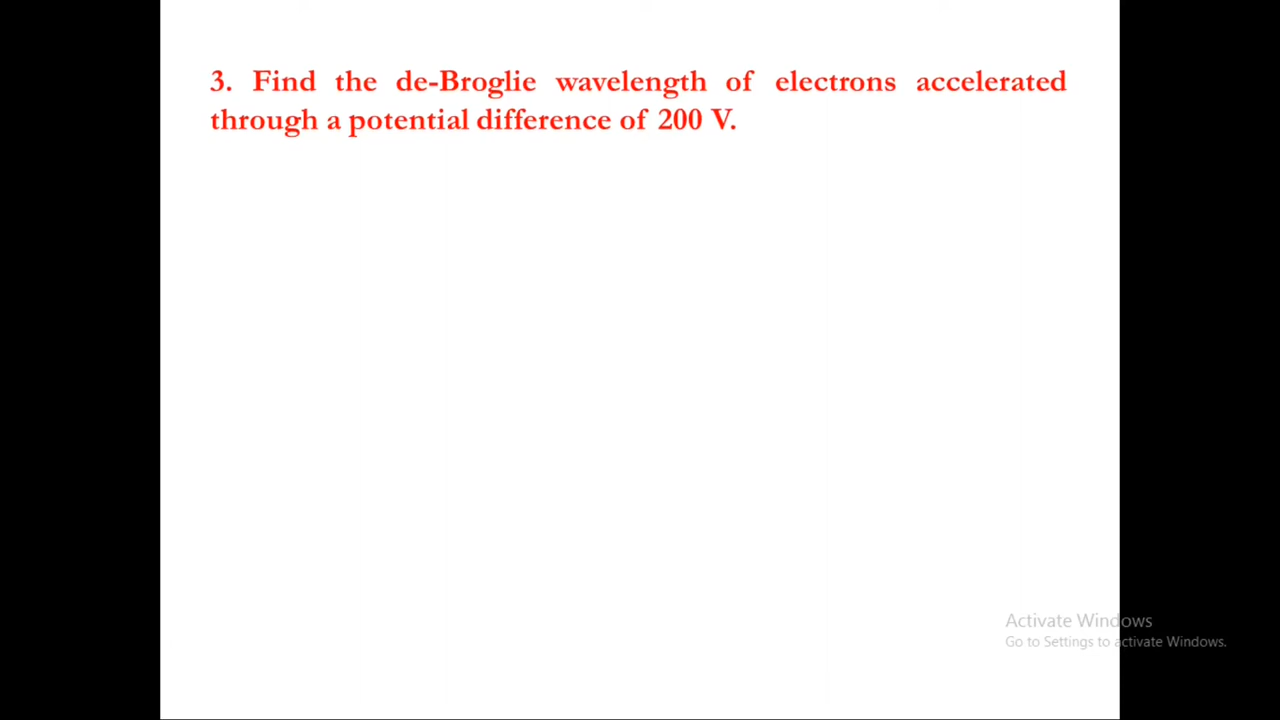 3. Find the de-Broglie wavelength of electrons accelerated
through a potential difference of 200 V.
Activate Windows
Go to Settings to activate Windows.